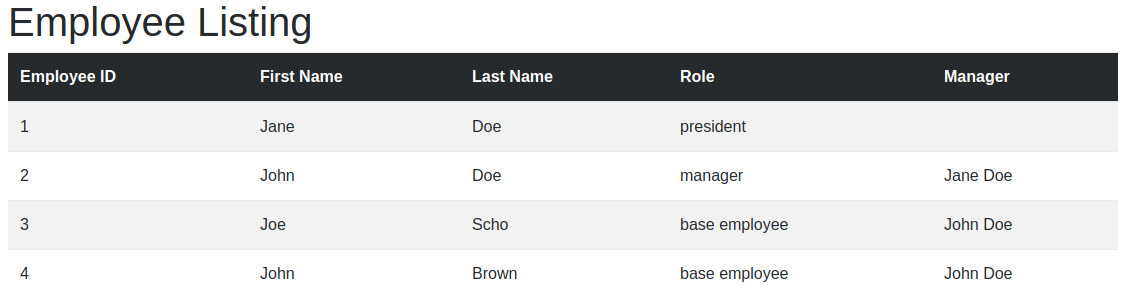 Employee Listing
Employee ID First Name Last Name Role Manager
1 Jane Doe president
2 John Doe manager Jane Doe
3 Joe Scho base employee John Doe
4 John Brown base employee John Doe